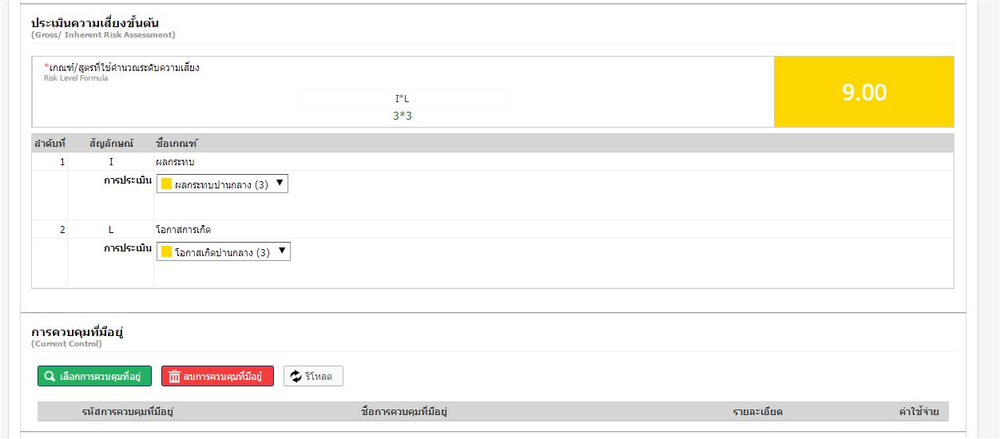 ประเมินความเสี่ยงขั้นต้น
(Gross/ Inherent Risk Assessment)
*เกณฑ์/สูตรที่ใช้คำนวณระดับความเสี่ยง
Risk Level Formula
I*L
3*3
9.00
ลำดับที่ สัญลักษณ์ ชื่อเกณฑ์
1 I ผลกระทบ
การประเมิน ผลกระทบปานกลาง (3)
2 L โอกาสการเกิด
การประเมิน โอกาสเกิดปานกลาง (3)
การควบคุมที่มีอยู่
(Current Control)
เลือกการควบคุมที่อยู่ ลบการควบคุมที่มีอยู่ รีโหลด
รหัสการควบคุมที่มีอยู่ ชื่อการควบคุมที่มีอยู่ รายละเอียด ค่าใช้จ่าย